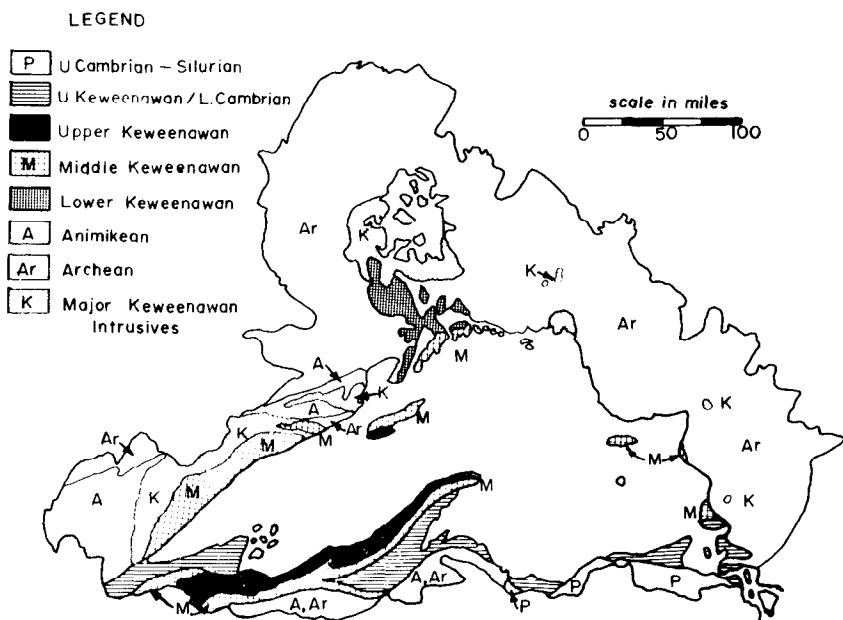 LEGEND
P U Cambrian - Silurian
U Keweenawan / L. Cambrian
Upper Keweenawan
M Middle Keweenawan
Lower Keweenawan
A Animikean
Ar Archean
K Major Keweenawan
Intrusives
scale in miles
0 50 100
Ar
K
K
Ar
M
A
K
A
K
Ar
K
Ar
M
M
M
Ar
M
A
K
M
M
K
M
M
A, Ar
P
P
P
M
A, Ar